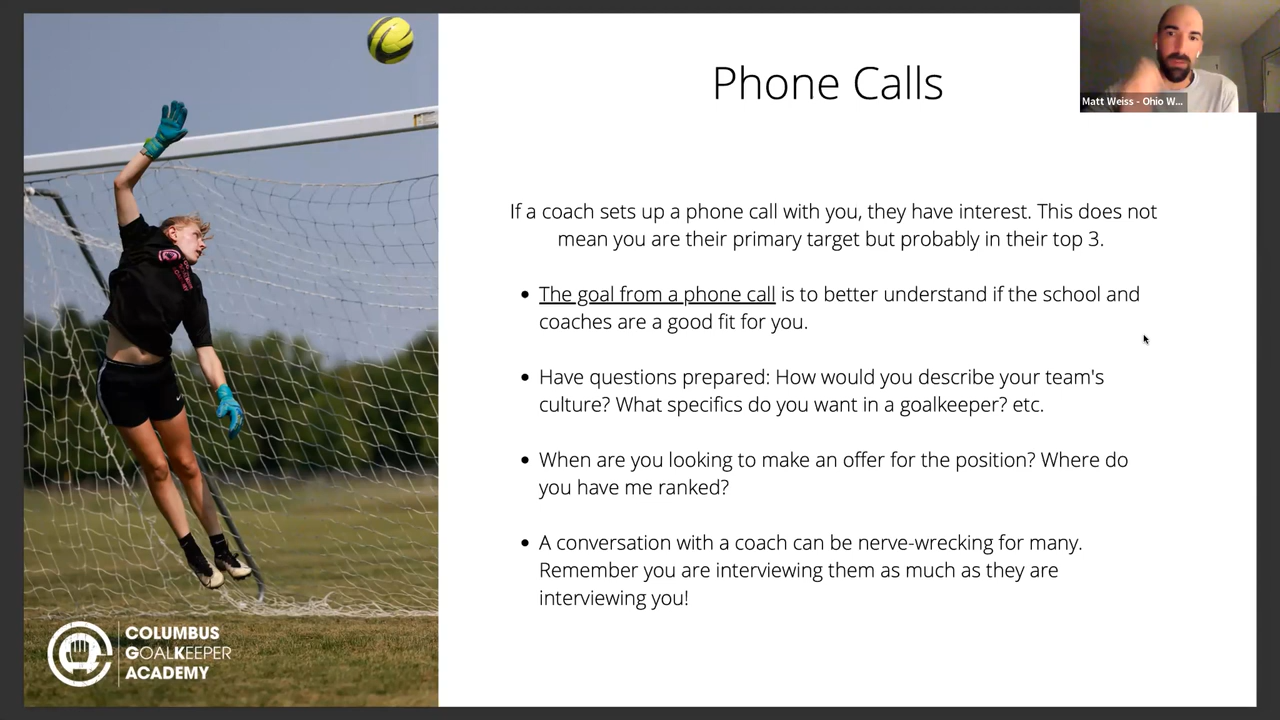 Phone Calls
Matt Weiss - Ohio W...
If a coach sets up a phone call with you, they have interest. This does not
mean you are their primary target but probably in their top 3.
• The goal from a phone call is to better understand if the school and
coaches are a good fit for you.
• Have questions prepared: How would you describe your team's
culture? What specifics do you want in a goalkeeper? etc.
• When are you looking to make an offer for the position? Where do
you have me ranked?
• A conversation with a coach can be nerve-wrecking for many.
Remember you are interviewing them as much as they are
interviewing you!
COLUMBUS
GOALKEEPER
ACADEMY